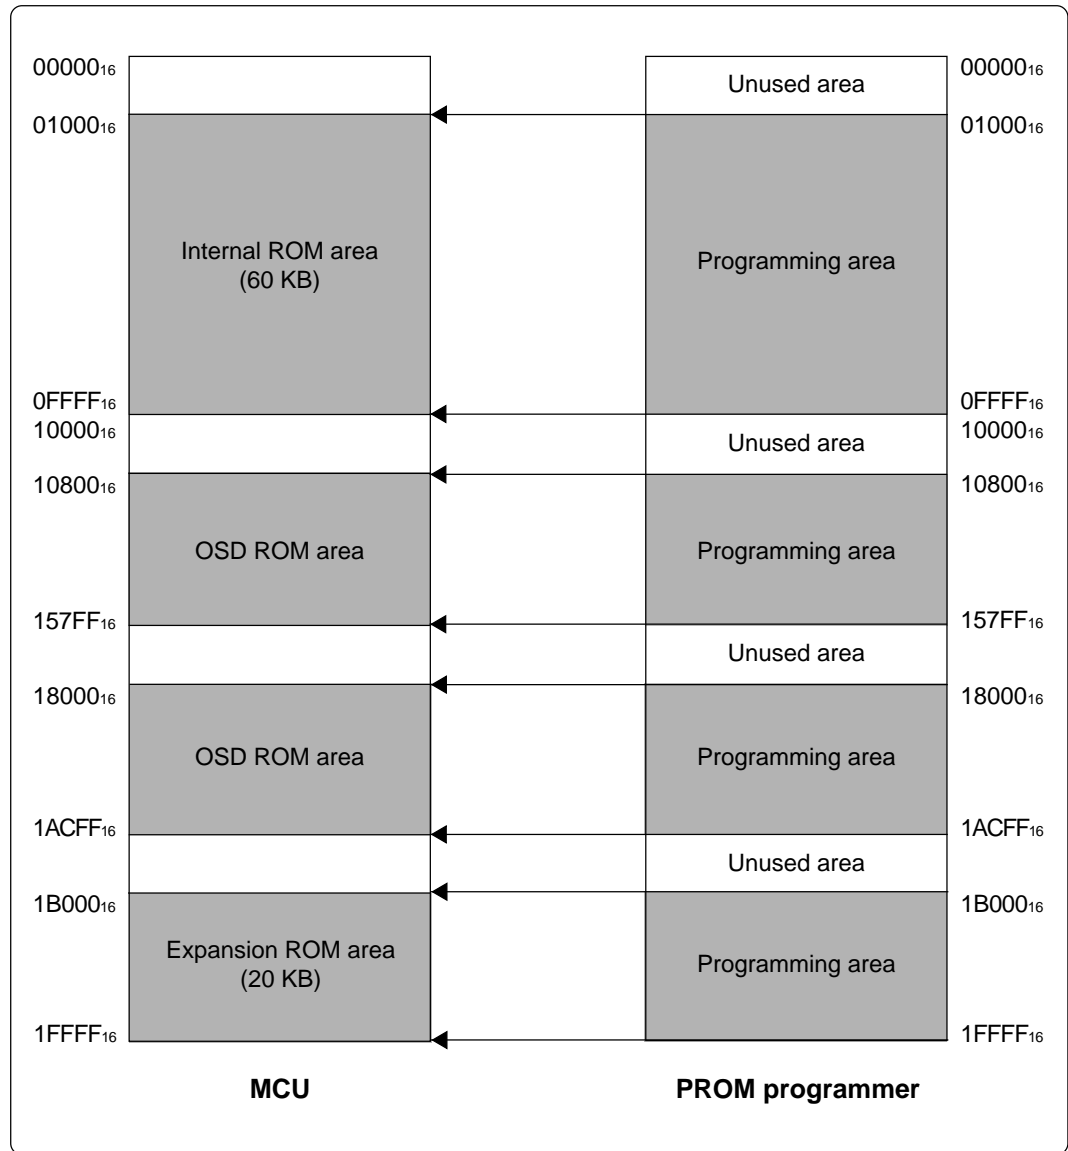 00000₁₆
Unused area
00000₁₆
01000₁₆
01000₁₆
Internal ROM area
(60 KB)
Programming area
0FFFF₁₆
0FFFF₁₆
10000₁₆
Unused area
10000₁₆
10800₁₆
10800₁₆
OSD ROM area
Programming area
157FF₁₆
157FF₁₆
Unused area
18000₁₆
18000₁₆
OSD ROM area
Programming area
1ACFF₁₆
1ACFF₁₆
Unused area
1B000₁₆
1B000₁₆
Expansion ROM area
(20 KB)
Programming area
1FFFF₁₆
1FFFF₁₆
MCU
PROM programmer